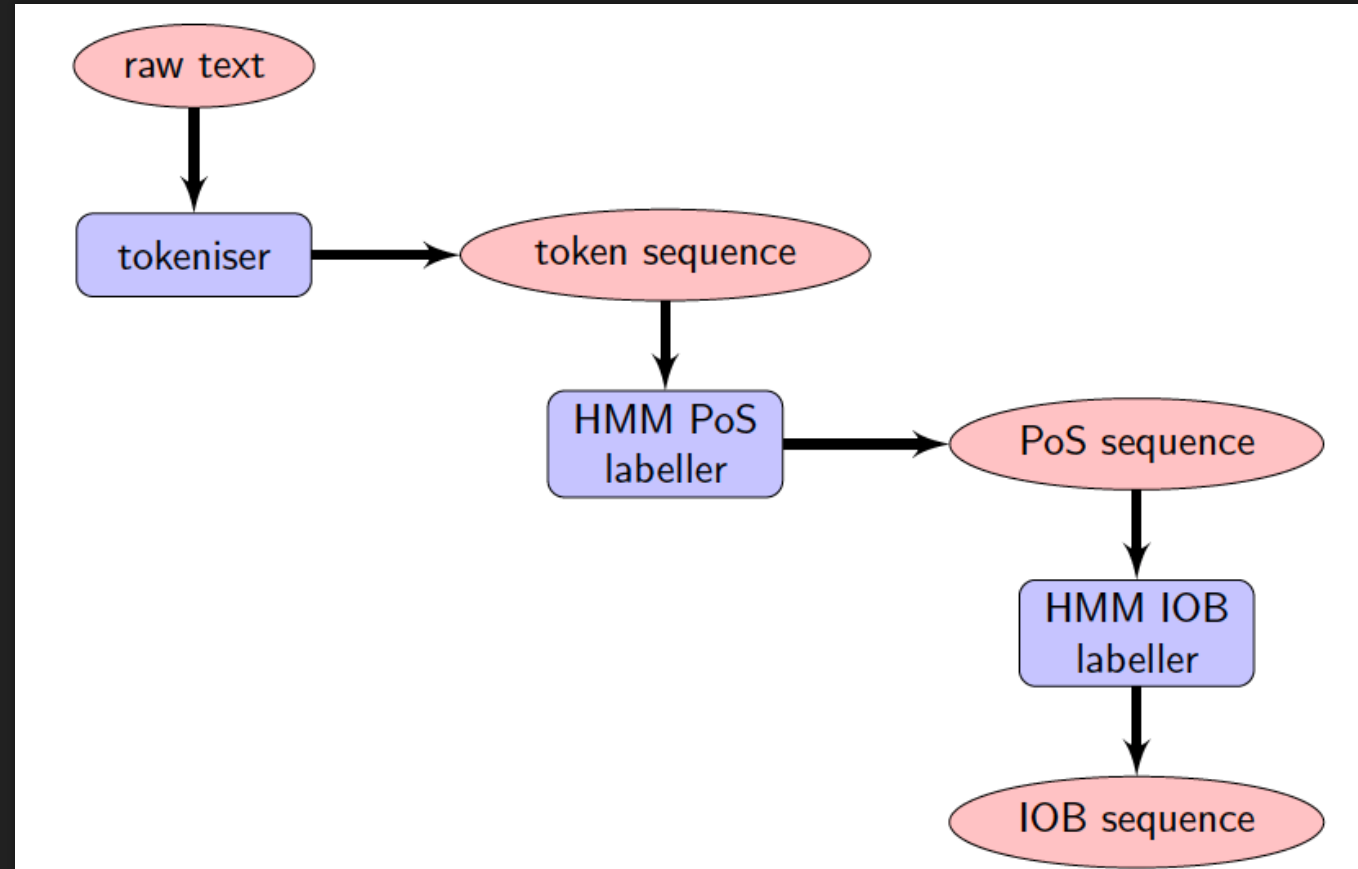 raw text
tokeniser
token sequence
HMM PoS
labeller
PoS sequence
HMM IOB
labeller
IOB sequence